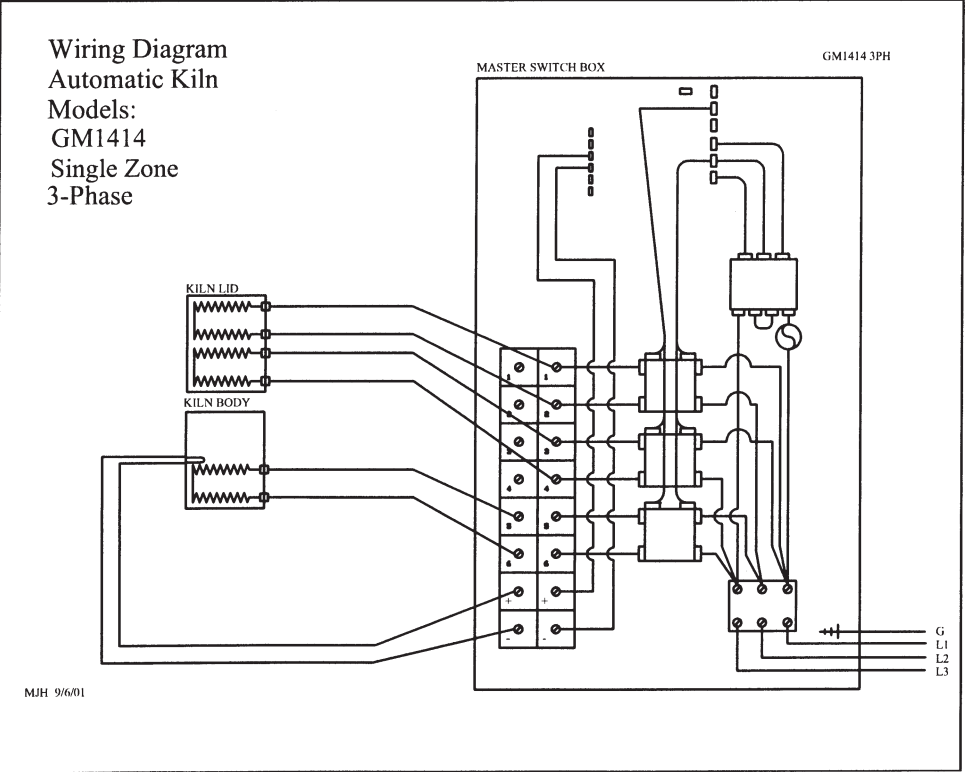 Wiring Diagram
Automatic Kiln
Models:
GM1414
Single Zone
3-Phase
GM1414 3PH
MASTER SWITCH BOX
KILN LID
KILN BODY
1 1
2 2
3 3
4 4
5 5
6 6
+ +
- -
G
L1
L2
L3
MJH 9/6/01